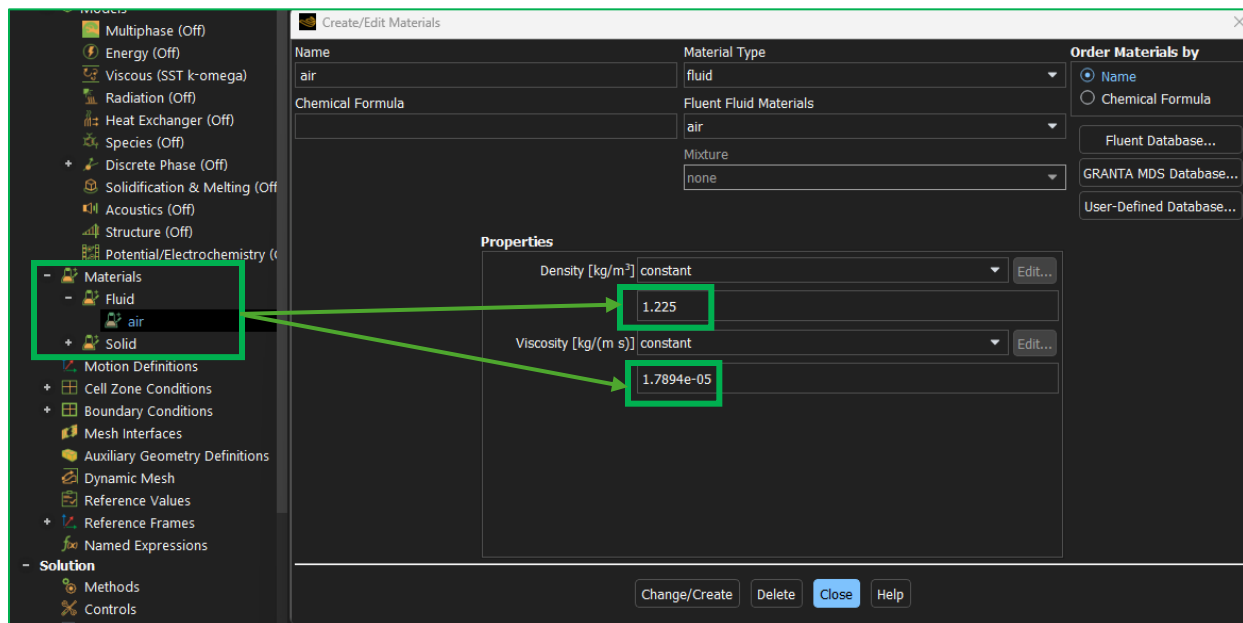 Models
Multiphase (Off)
Energy (Off)
Viscous (SST k-omega)
Radiation (Off)
Heat Exchanger (Off)
Species (Off)
+ Discrete Phase (Off)
Solidification & Melting (Off
Acoustics (Off)
Structure (Off)
Potential/Electrochemistry (
- Materials
- Fluid
air
+ Solid
Motion Definitions
+ Cell Zone Conditions
+ Boundary Conditions
Mesh Interfaces
Auxiliary Geometry Definitions
Dynamic Mesh
Reference Values
+ Reference Frames
Named Expressions
- Solution
Methods
Controls
Create/Edit Materials
Name
air
Chemical Formula
Material Type
fluid
Fluent Fluid Materials
air
Mixture
none
Order Materials by
Name
Chemical Formula
Fluent Database...
GRANTA MDS Database...
User-Defined Database...
Properties
Density [kg/m³] constant Edit...
1.225
Viscosity [kg/(m s)] constant Edit...
1.7894e-05
Change/Create Delete Close Help